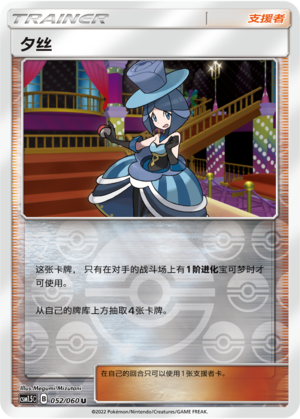 TRAINER
支援者
夕丝
这张卡牌，只有在对手的战斗场上有1阶进化宝可梦时才
可使用。
从自己的牌库上方抽取4张卡牌。
Illus. Megumi Mizutani
CSM1.5C D 052/060 U
在自己的回合只可以使用1张支援者卡。
©2022 Pokémon/Nintendo/Creatures/GAME FREAK.